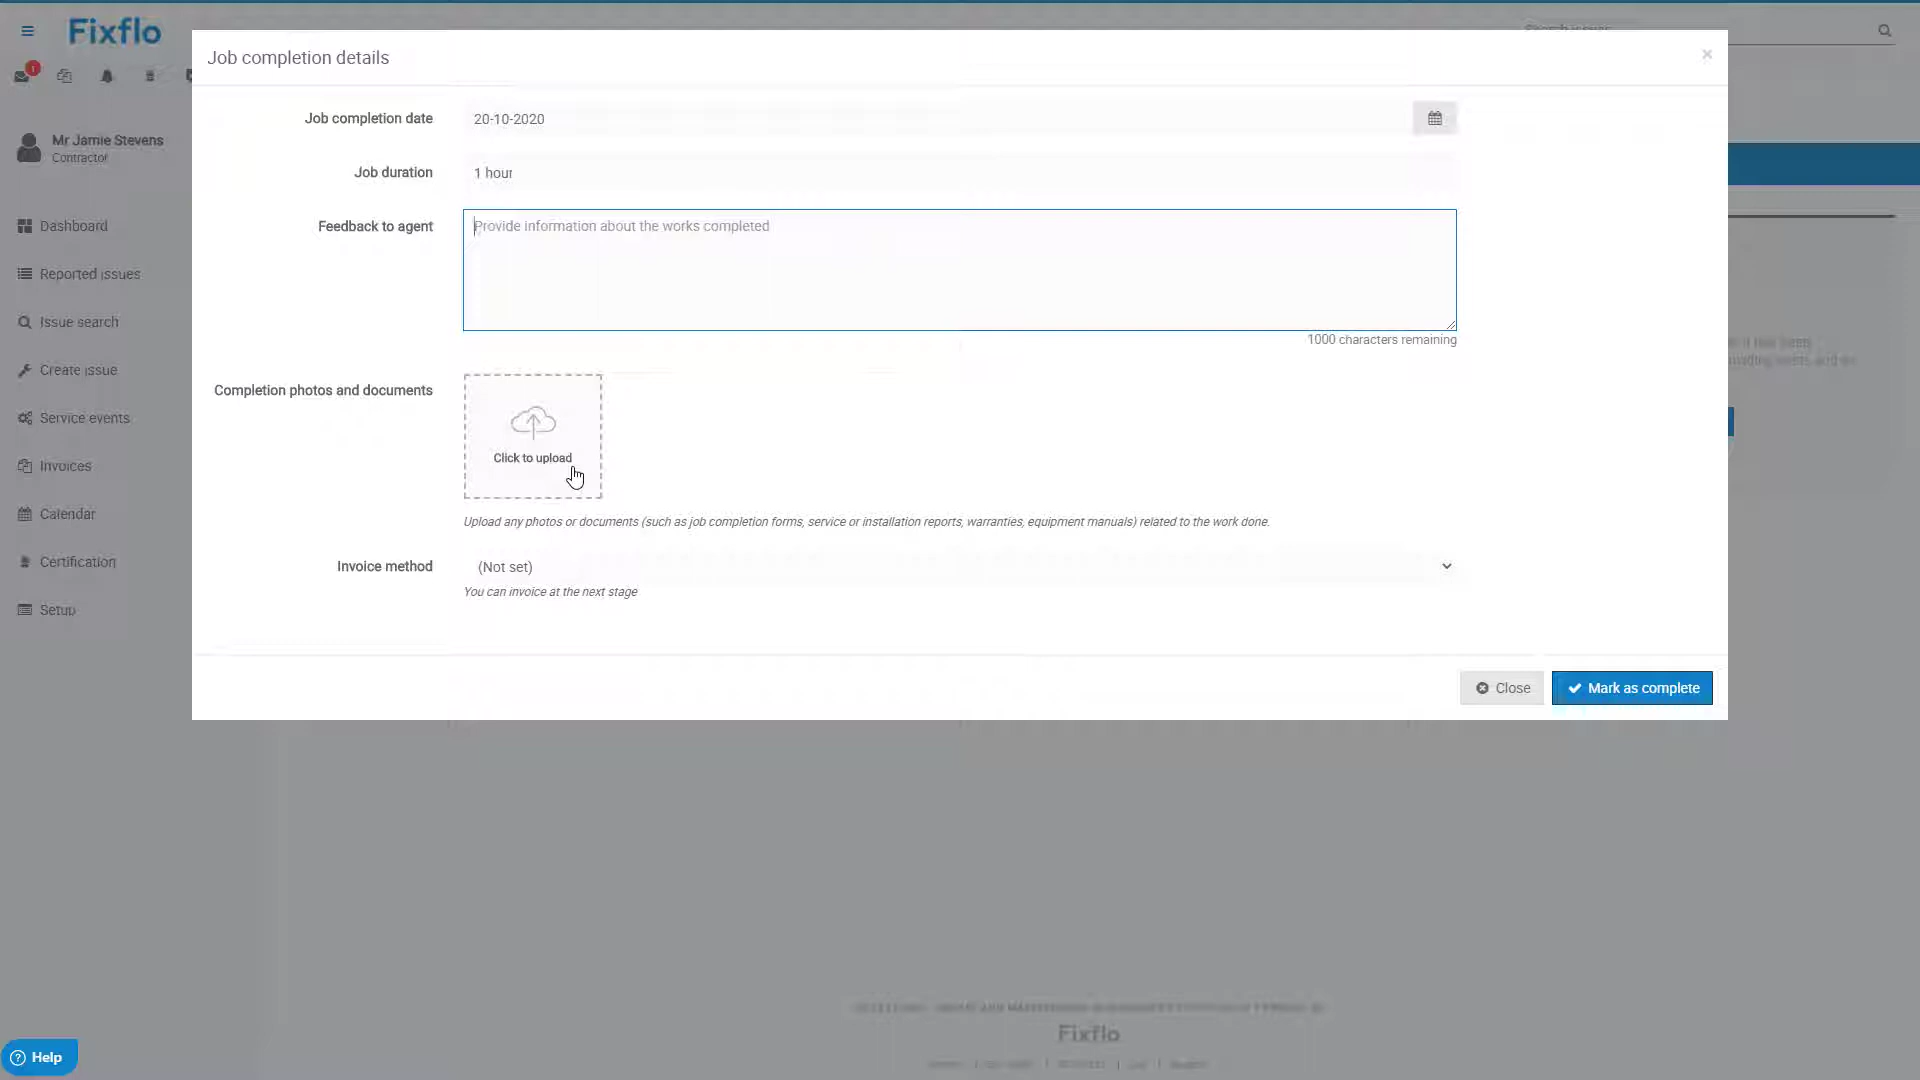 Fixflo
1
Mr Jamie Stevens
Contractor
Dashboard
Reported issues
Issue search
Create issue
Service events
Invoices
Calendar
Certification
Setup
Job completion details
×
Job completion date
20-10-2020
Job duration
1 hour
Feedback to agent
Provide information about the works completed
1000 characters remaining
Completion photos and documents
Click to upload
Upload any photos or documents (such as job completion forms, service or installation reports, warranties, equipment manuals) related to the work done.
Invoice method
(Not set)
You can invoice at the next stage
Close
Mark as complete
Fixflo
Help